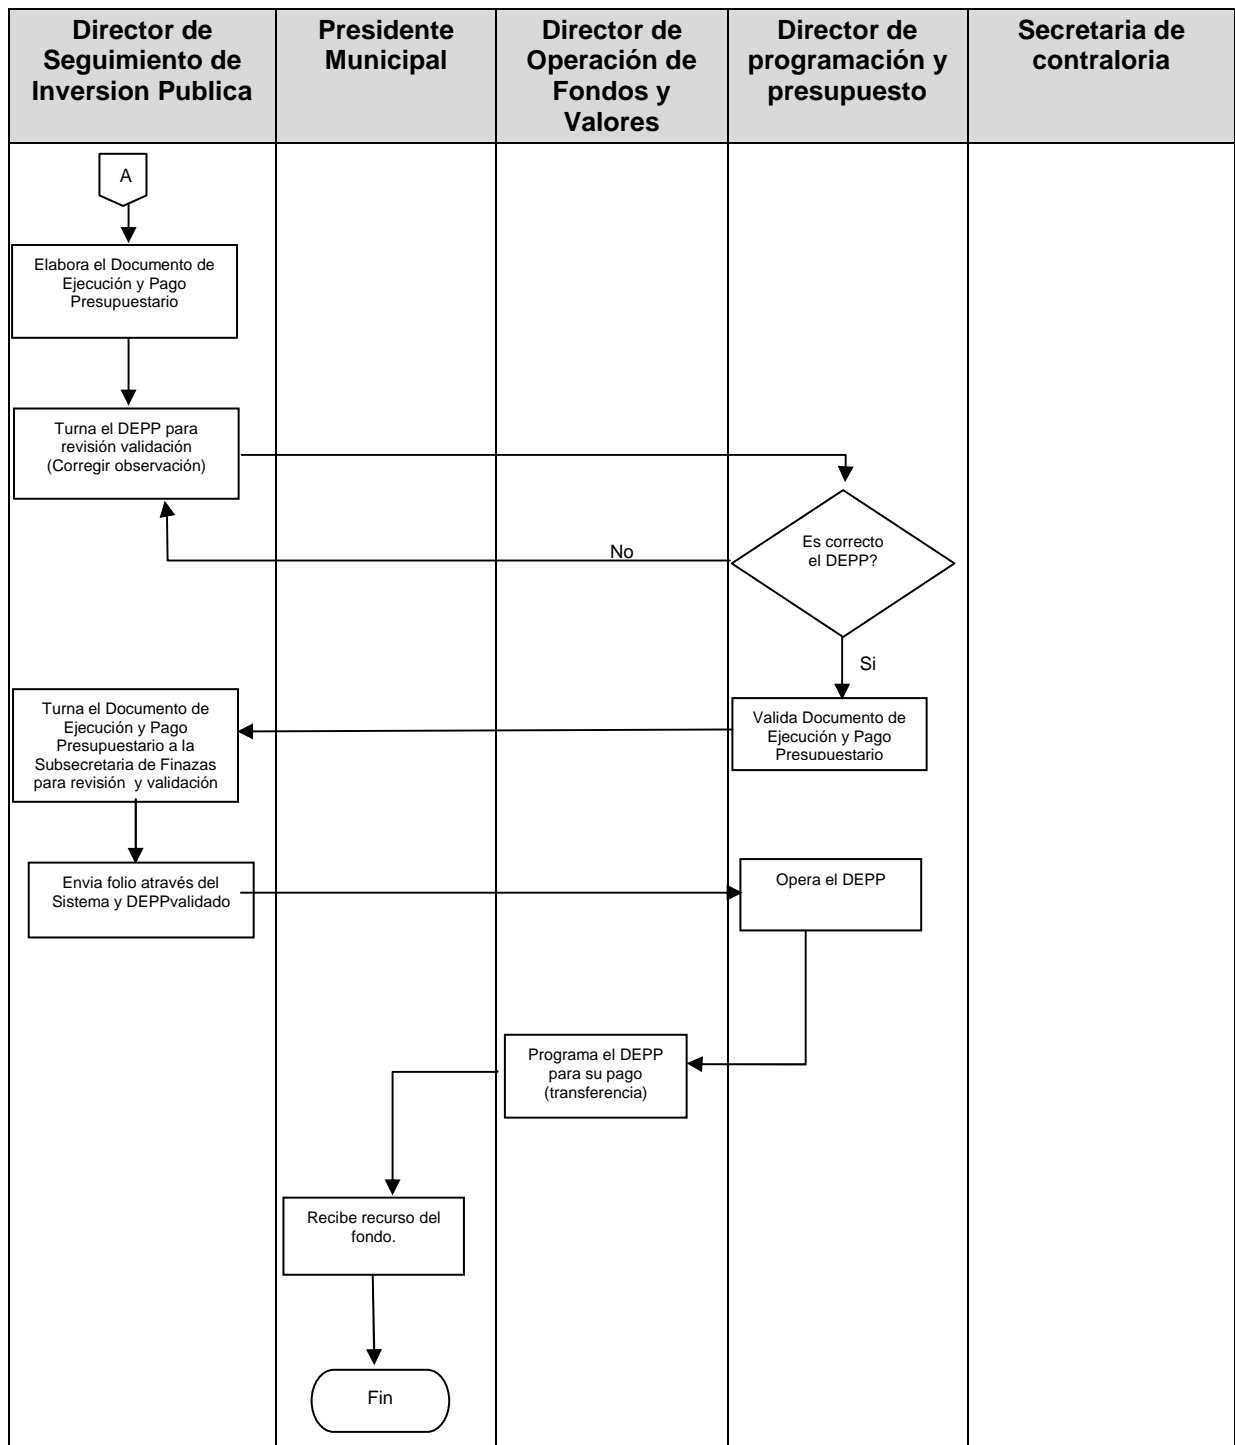 Director de
Seguimiento de
Inversion Publica
Presidente
Municipal
Director de
Operación de
Fondos y
Valores
Director de
programación y
presupuesto
Secretaria de
contraloria
A
Elabora el Documento de
Ejecución y Pago
Presupuestario
Turna el DEPP para
revisión validación
(Corregir observación)
Es correcto
el DEPP?
No
Si
Turna el Documento de
Ejecución y Pago
Presupuestario a la
Subsecretaria de Finazas
para revisión y validación
Valida Documento de
Ejecución y Pago
Presupuestario
Envia folio através del
Sistema y DEPPvalidado
Opera el DEPP
Programa el DEPP
para su pago
(transferencia)
Recibe recurso del
fondo.
Fin